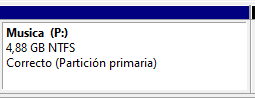 Musica (P:)
4,88 GB NTFS
Correcto (Partición primaria)